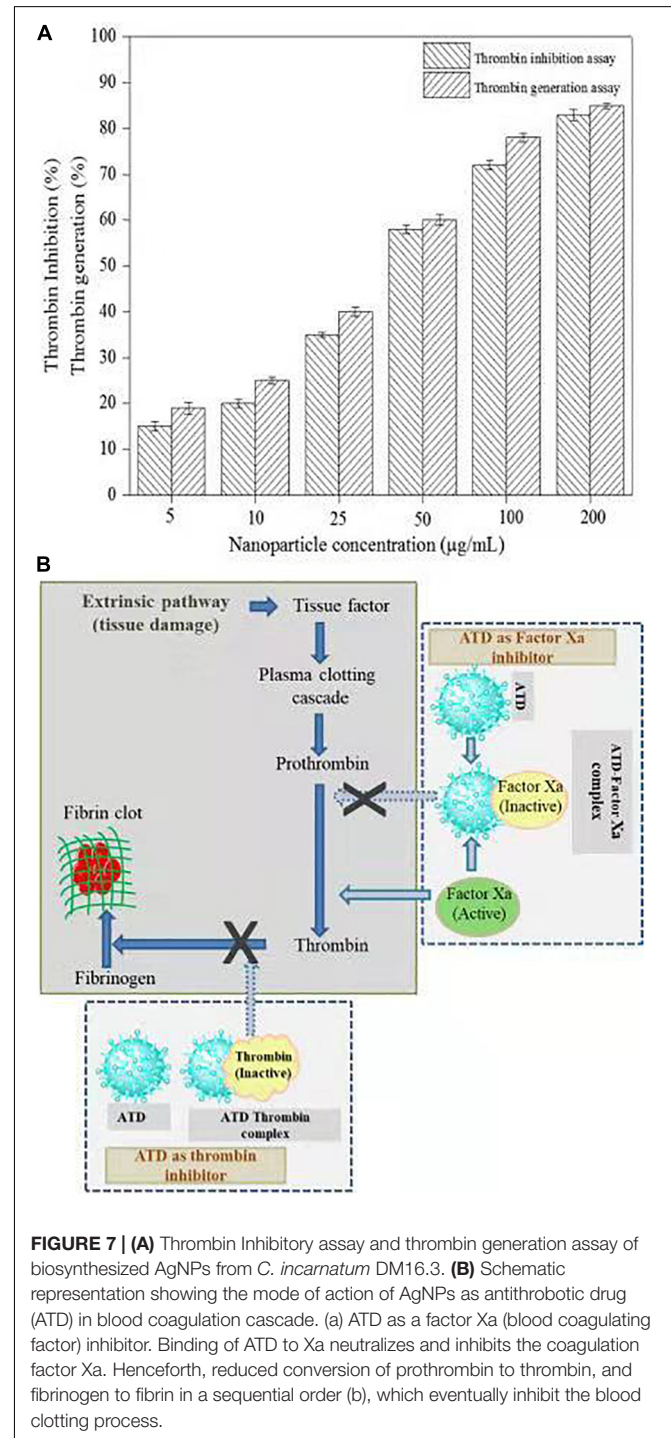 A
100
90
80
70
60
50
40
30
20
10
0
Thrombin Inhibition (%)
Thrombin generation (%)
Thrombin inhibition assay
Thrombin generation assay
5 10 25 50 100 200
Nanoparticle concentration (µg/mL)
B
Extrinsic pathway
(tissue damage)
Tissue factor
Plasma clotting
cascade
Prothrombin
Thrombin
Fibrin clot
Fibrinogen
ATD as Factor Xa
inhibitor
ATD
Factor Xa
(Inactive)
ATD-Factor Xa
complex
Factor Xa
(Active)
Thrombin
(Inactive)
ATD
ATD Thrombin
complex
ATD as thrombin
inhibitor
FIGURE 7 | (A) Thrombin Inhibitory assay and thrombin generation assay of
biosynthesized AgNPs from C. incarnatum DM16.3. (B) Schematic
representation showing the mode of action of AgNPs as antithrobotic drug
(ATD) in blood coagulation cascade. (a) ATD as a factor Xa (blood coagulating
factor) inhibitor. Binding of ATD to Xa neutralizes and inhibits the coagulation
factor Xa. Henceforth, reduced conversion of prothrombin to thrombin, and
fibrinogen to fibrin in a sequential order (b), which eventually inhibit the blood
clotting process.